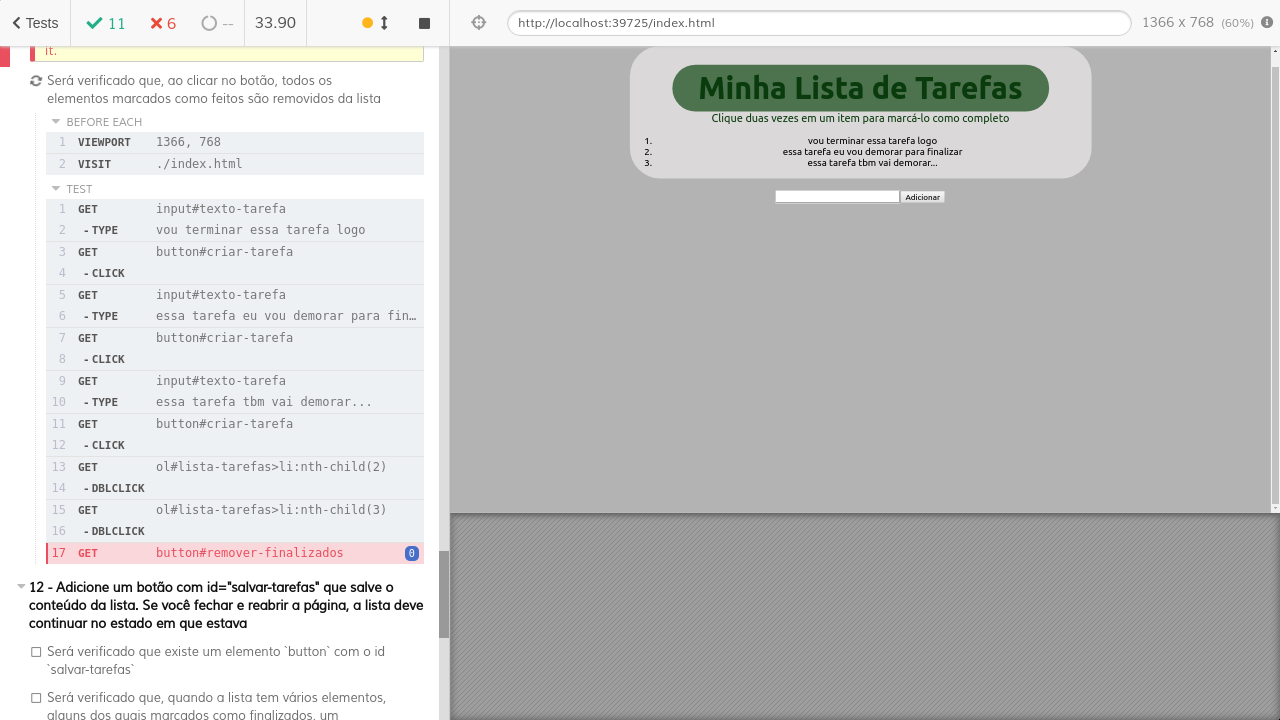 Tests
11
6
--
33.90
http://localhost:39725/index.html
1366 x 768 (60%)
it.
Será verificado que, ao clicar no botão, todos os
elementos marcados como feitos são removidos da lista
BEFORE EACH
1 VIEWPORT 1366, 768
2 VISIT ./index.html
TEST
1 GET input#texto-tarefa
2 -TYPE vou terminar essa tarefa logo
3 GET button#criar-tarefa
4 -CLICK
5 GET input#texto-tarefa
6 -TYPE essa tarefa eu vou demorar para fin…
7 GET button#criar-tarefa
8 -CLICK
9 GET input#texto-tarefa
10 -TYPE essa tarefa tbm vai demorar...
11 GET button#criar-tarefa
12 -CLICK
13 GET ol#lista-tarefas>li:nth-child(2)
14 -DBLCLICK
15 GET ol#lista-tarefas>li:nth-child(3)
16 -DBLCLICK
17 GET button#remover-finalizados 0
12 - Adicione um botão com id="salvar-tarefas" que salve o
conteúdo da lista. Se você fechar e reabrir a página, a lista deve
continuar no estado em que estava
Será verificado que existe um elemento `button` com o id
`salvar-tarefas`
Será verificado que, quando a lista tem vários elementos,
alguns dos quais marcados como finalizados, um
Minha Lista de Tarefas
Clique duas vezes em um item para marcá-lo como completo
1. vou terminar essa tarefa logo
2. essa tarefa eu vou demorar para finalizar
3. essa tarefa tbm vai demorar...
Adicionar